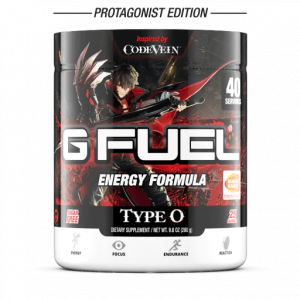 PROTAGONIST EDITION
Inspired by
CODE VEIN
40
SERVINGS
G FUEL
ENERGY FORMULA
TYPE O
DIETARY SUPPLEMENT / NET WT. 9.8 OZ (280 g)
ENERGY
FOCUS
ENDURANCE
REACTION